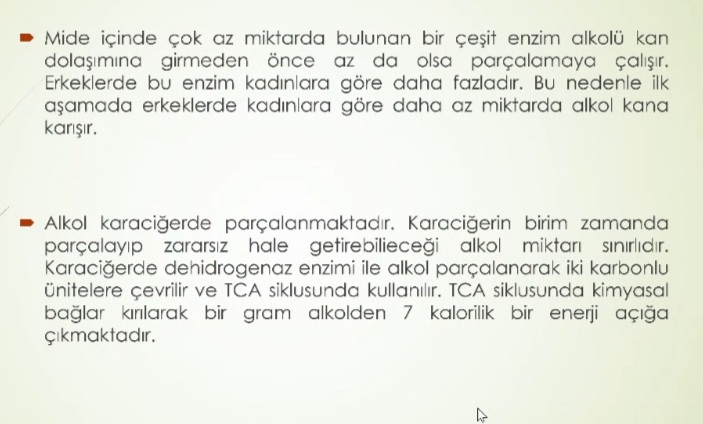 Mide içinde çok az miktarda bulunan bir çeşit enzim alkolü kan
dolaşımına girmeden önce az da olsa parçalamaya çalışır.
Erkeklerde bu enzim kadınlara göre daha fazladır. Bu nedenle ilk
aşamada erkeklerde kadınlara göre daha az miktarda alkol kana
karışır.
Alkol karaciğerde parçalanmaktadır. Karaciğerin birim zamanda
parçalayıp zararsız hale getirebilieceği alkol miktarı sınırlıdır.
Karaciğerde dehidrogenaz enzimi ile alkol parçalanarak iki karbonlu
ünitelere çevrilir ve TCA siklusunda kullanılır. TCA siklusunda kimyasal
bağlar kırılarak bir gram alkolden 7 kalorilik bir enerji açığa
çıkmaktadır.